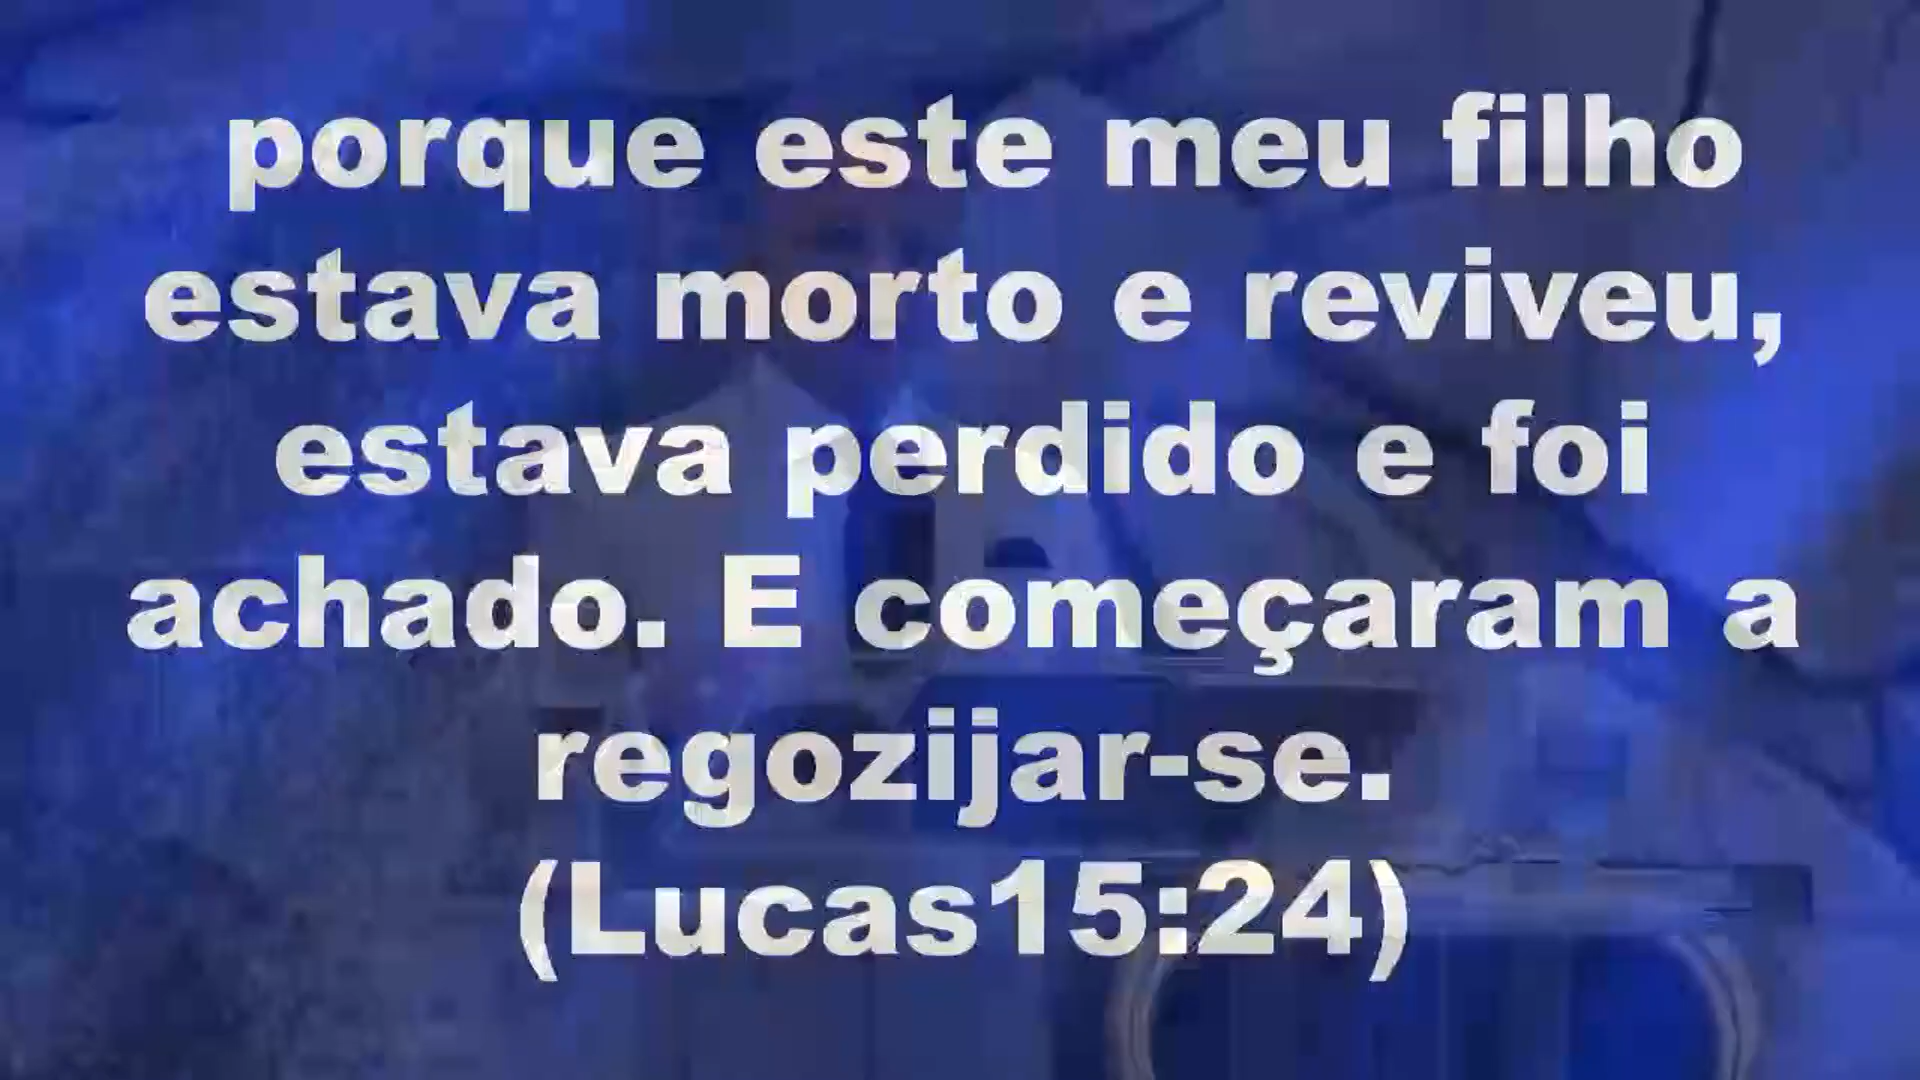 porque este meu filho
estava morto e reviveu,
estava perdido e foi
achado. E começaram a
regozijar-se.
(Lucas15:24)